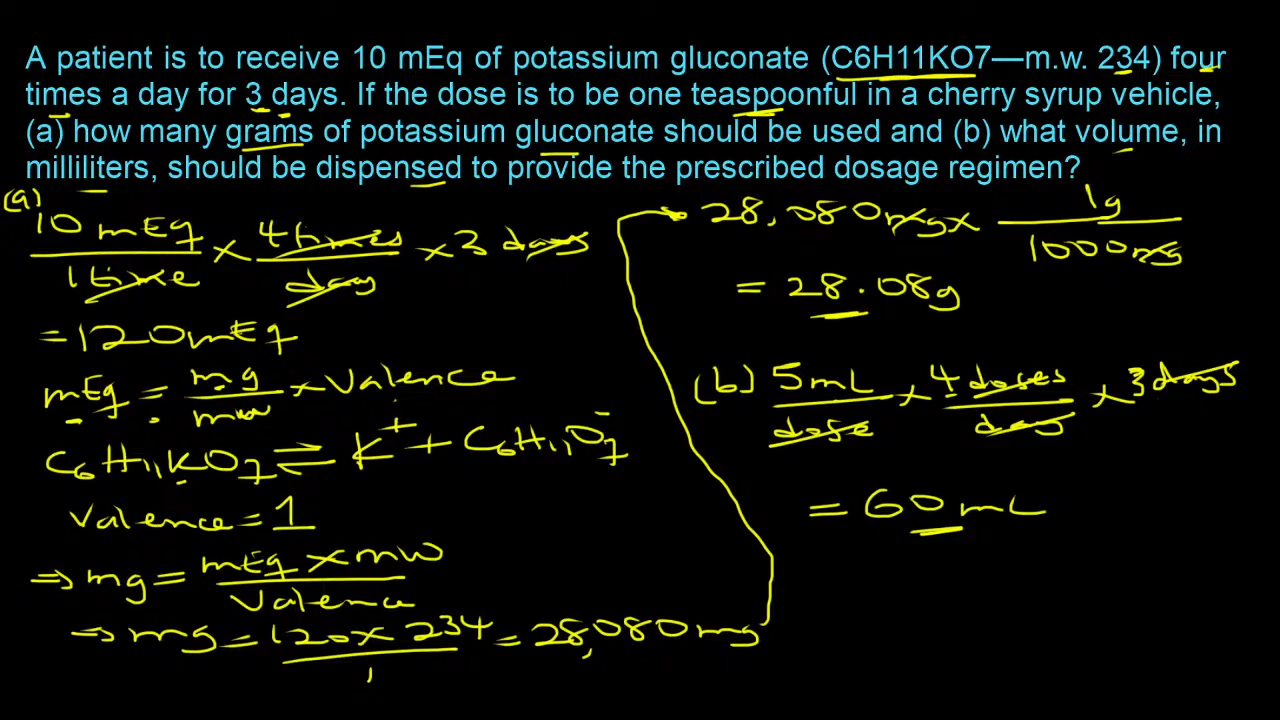 A patient is to receive 10 mEq of potassium gluconate (C6H11KO7—m.w. 234) four
times a day for 3 days. If the dose is to be one teaspoonful in a cherry syrup vehicle,
(a) how many grams of potassium gluconate should be used and (b) what volume, in
milliliters, should be dispensed to provide the prescribed dosage regimen?
(a)
10 mEq / 1 time × 4 times / day × 3 days
= 120 mEq
mEq = mg / mw × Valence
C6H11KO7 ⇌ K+ + C6H11O7-
Valence = 1
⇒ mg = mEq × mw / Valence
⇒ mg = 120 × 234 / 1 = 28,080 mg
28,080 mg × 1g / 1000 mg
= 28.08g
(b) 5mL / dose × 4 doses / day × 3 days
= 60 mL